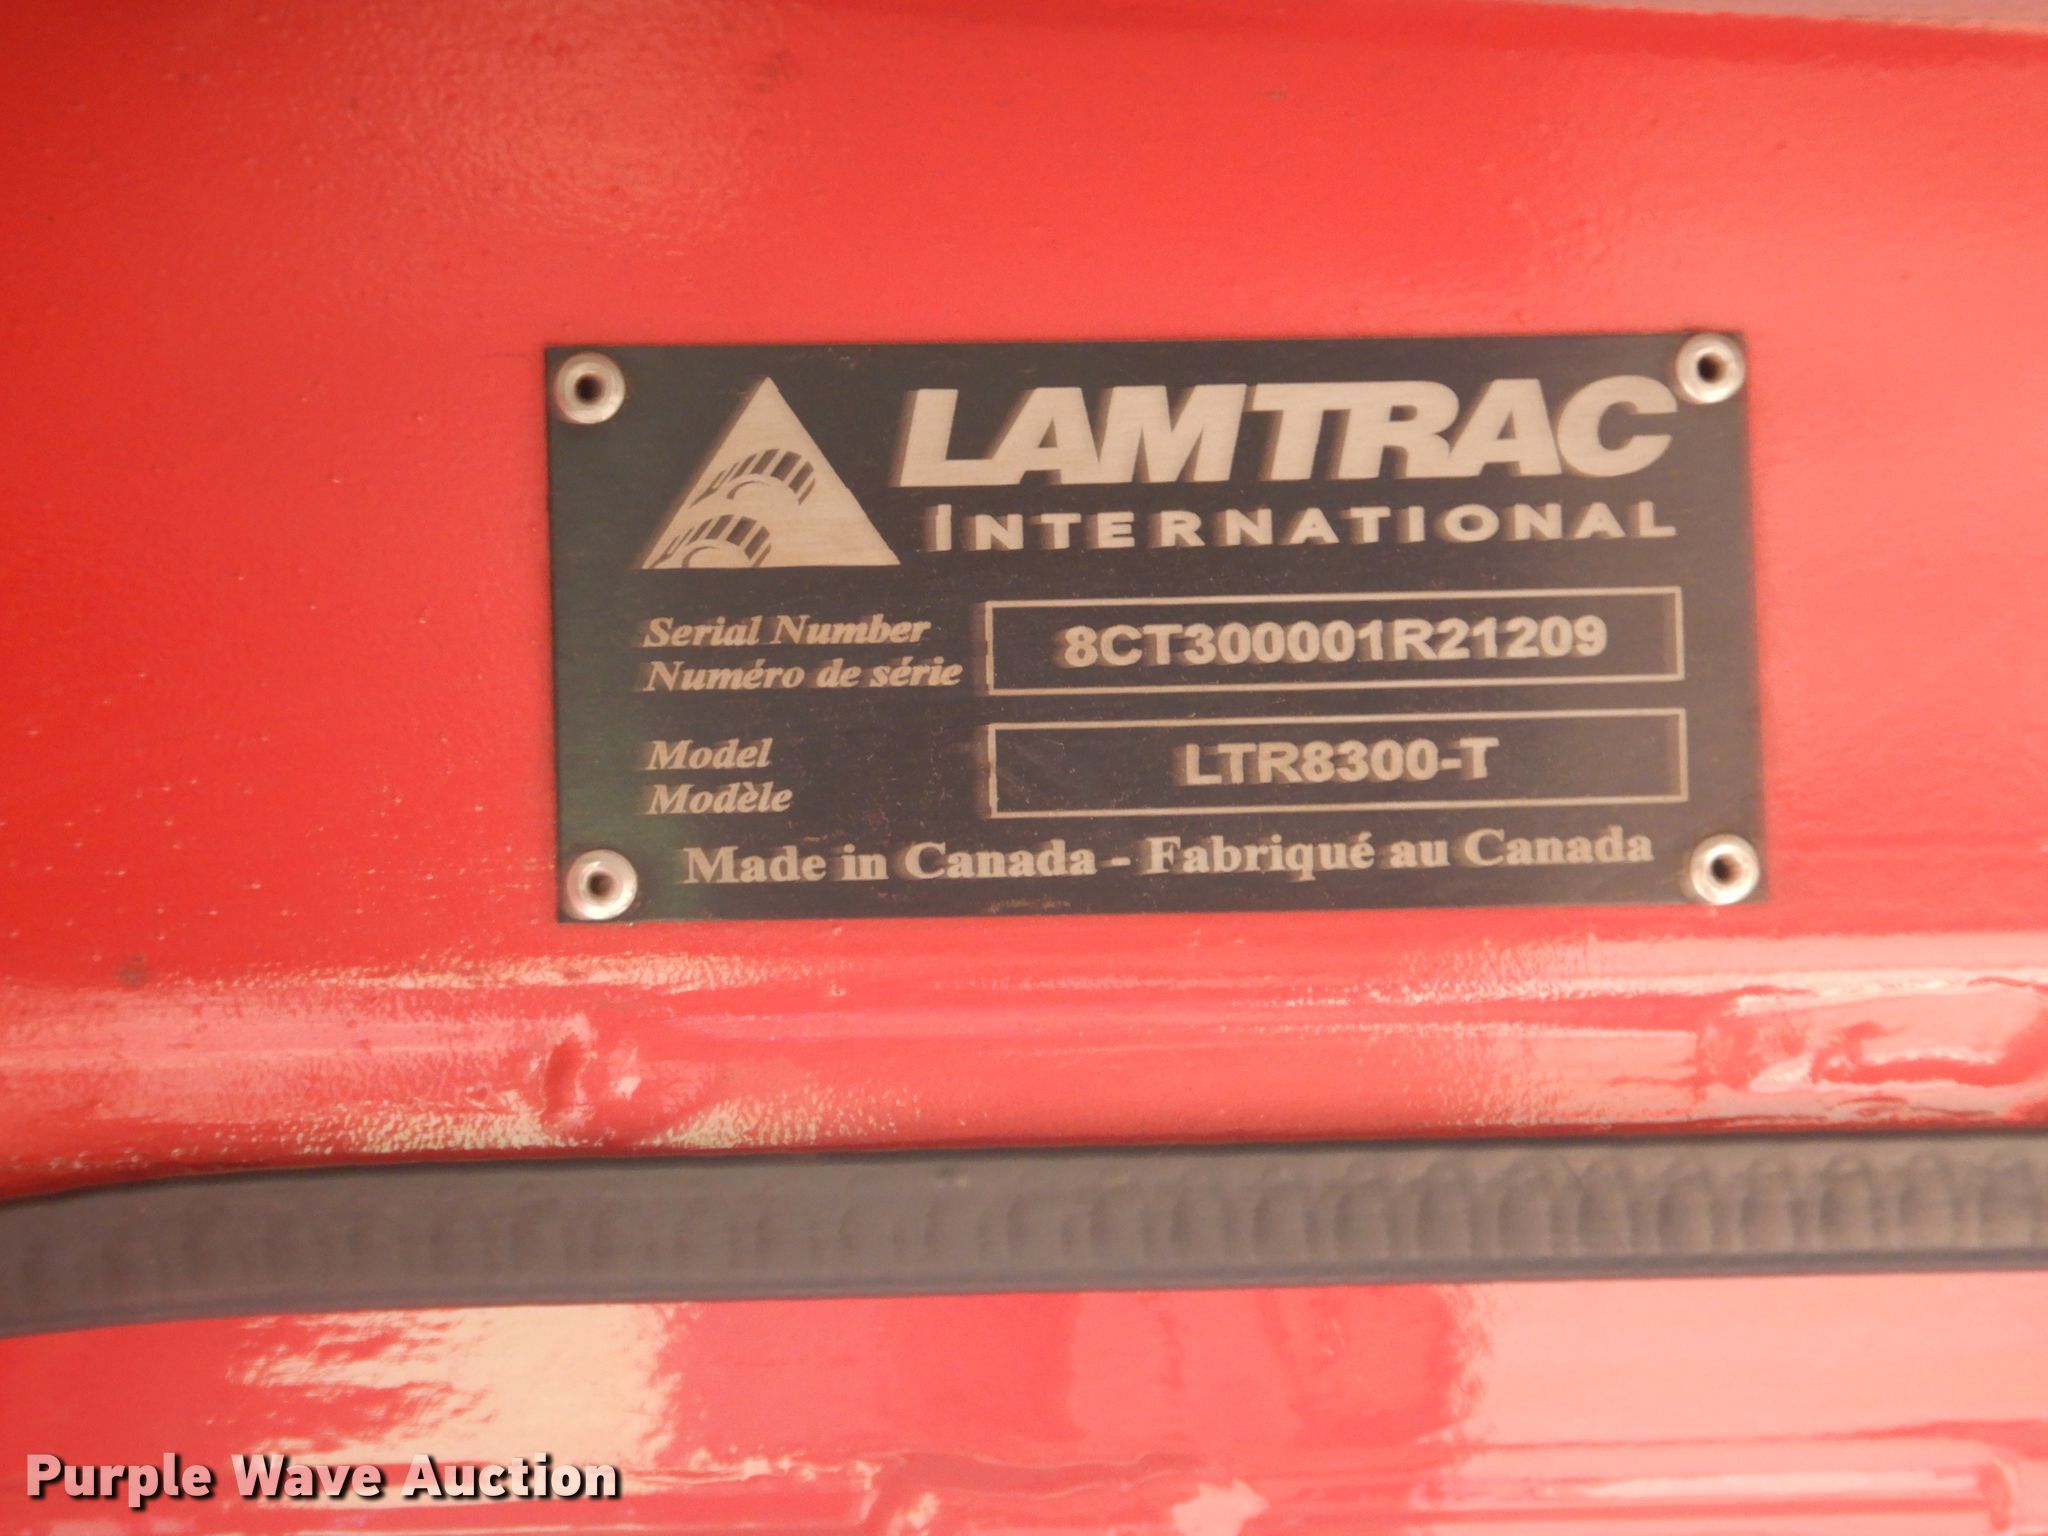 LAMTRAC
INTERNATIONAL
Serial Number
Numéro de série
8CT300001R21209
Model
Modèle
LTR8300-T
Made in Canada - Fabriqué au Canada
Purple Wave Auction